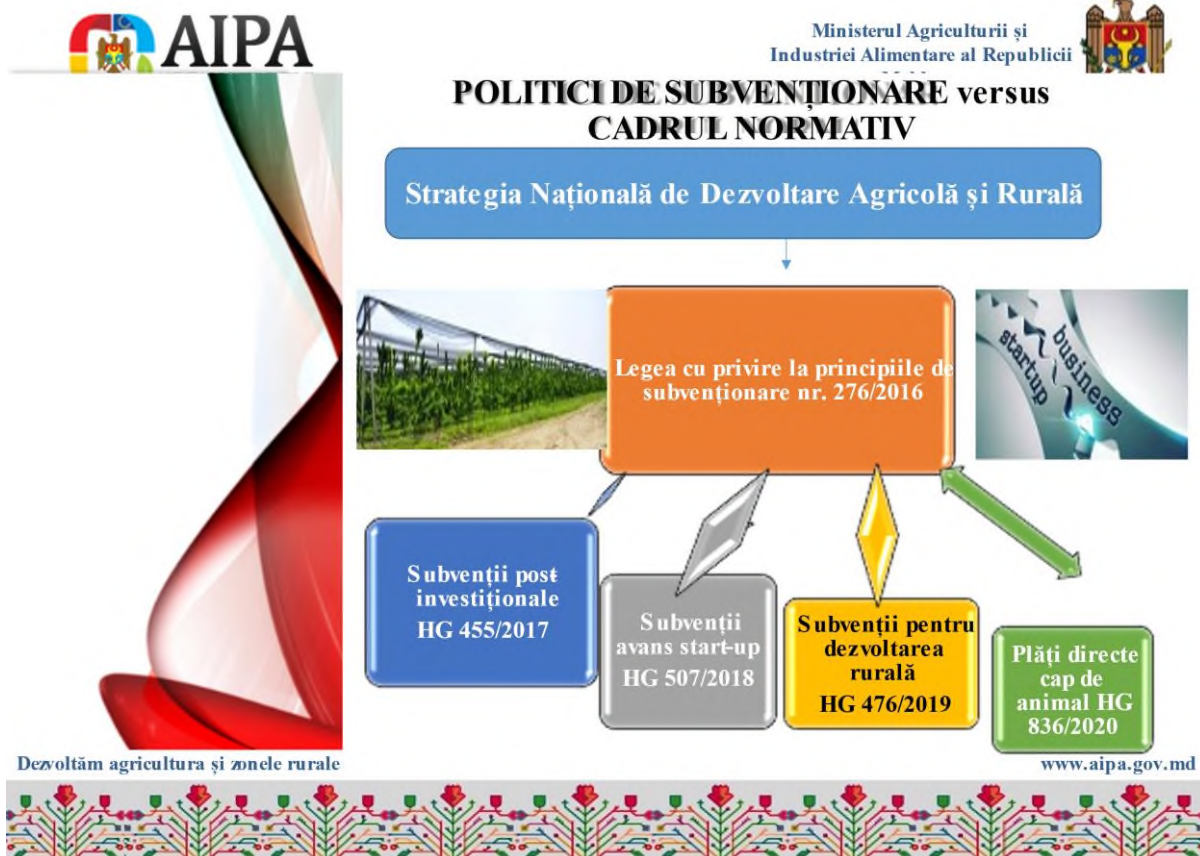 AIPA
Ministerul Agriculturii și
Industriei Alimentare al Republicii
POLITICI DE SUBVENȚIONARE versus
CADRUL NORMATIV
Strategia Națională de Dezvoltare Agricolă și Rurală
Legea cu privire la principiile de
subvenționare nr. 276/2016
startup
business
Subvenții post
investiționale
HG 455/2017
Subvenții
avans start-up
HG 507/2018
Subvenții pentru
dezvoltarea
rurală
HG 476/2019
Plăți directe
cap de
animal HG
836/2020
Dezvoltăm agricultura și zonele rurale
www.aipa.gov.md